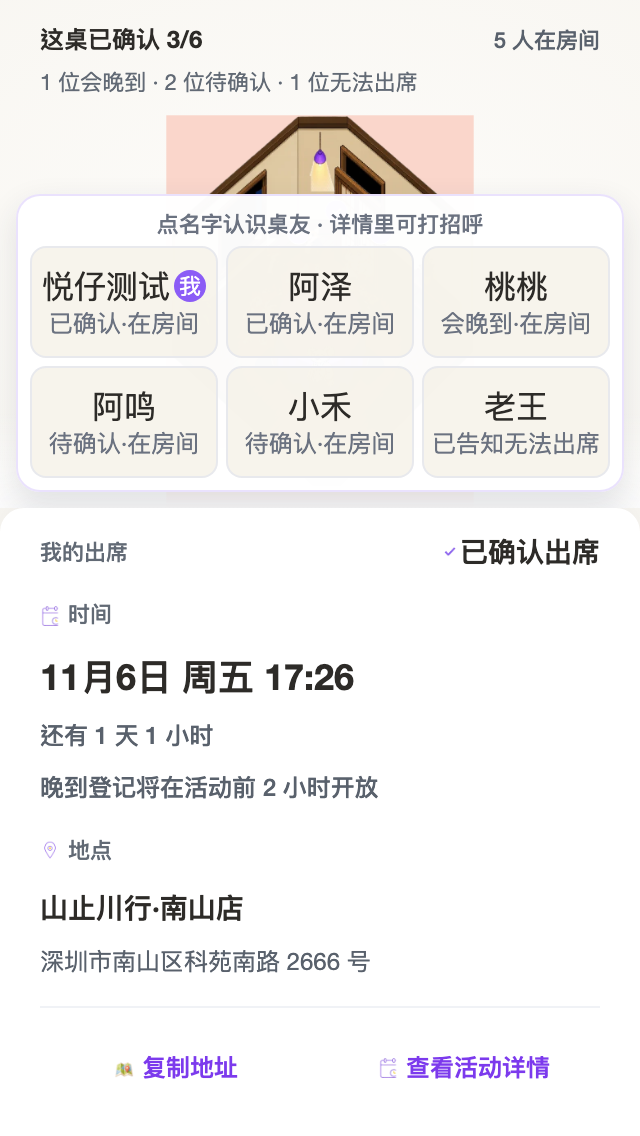 这桌已确认 3/6
5 人在房间
1 位会晚到 · 2 位待确认 · 1 位无法出席
点名字认识桌友 · 详情里可打招呼
悦仔测试 我
已确认·在房间
阿泽
已确认·在房间
桃桃
会晚到·在房间
阿鸣
待确认·在房间
小禾
待确认·在房间
老王
已告知无法出席
我的出席
已确认出席
时间
11月6日 周五 17:26
还有 1 天 1 小时
晚到登记将在活动前 2 小时开放
地点
山止川行·南山店
深圳市南山区科苑南路 2666 号
复制地址
查看活动详情